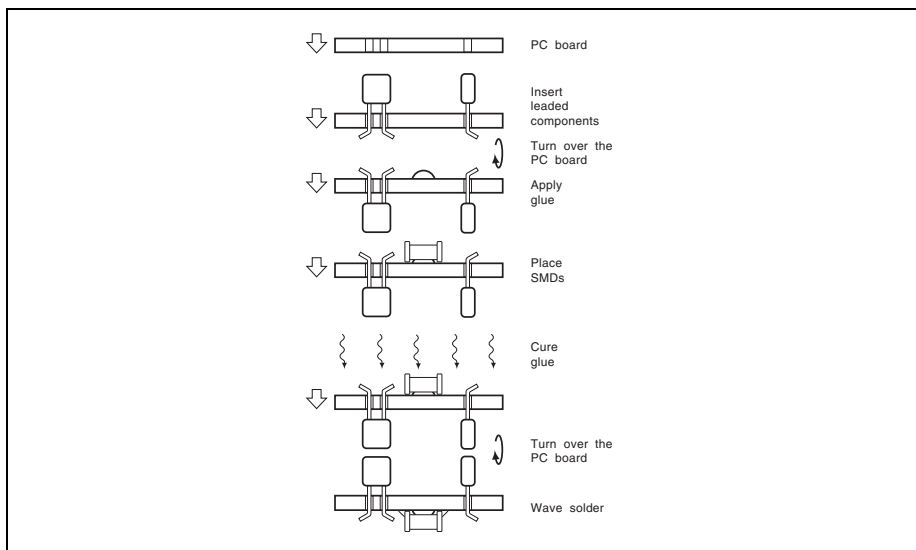 PC board
Insert
leaded
components
Turn over the
PC board
Apply
glue
Place
SMDs
Cure
glue
Turn over the
PC board
Wave solder